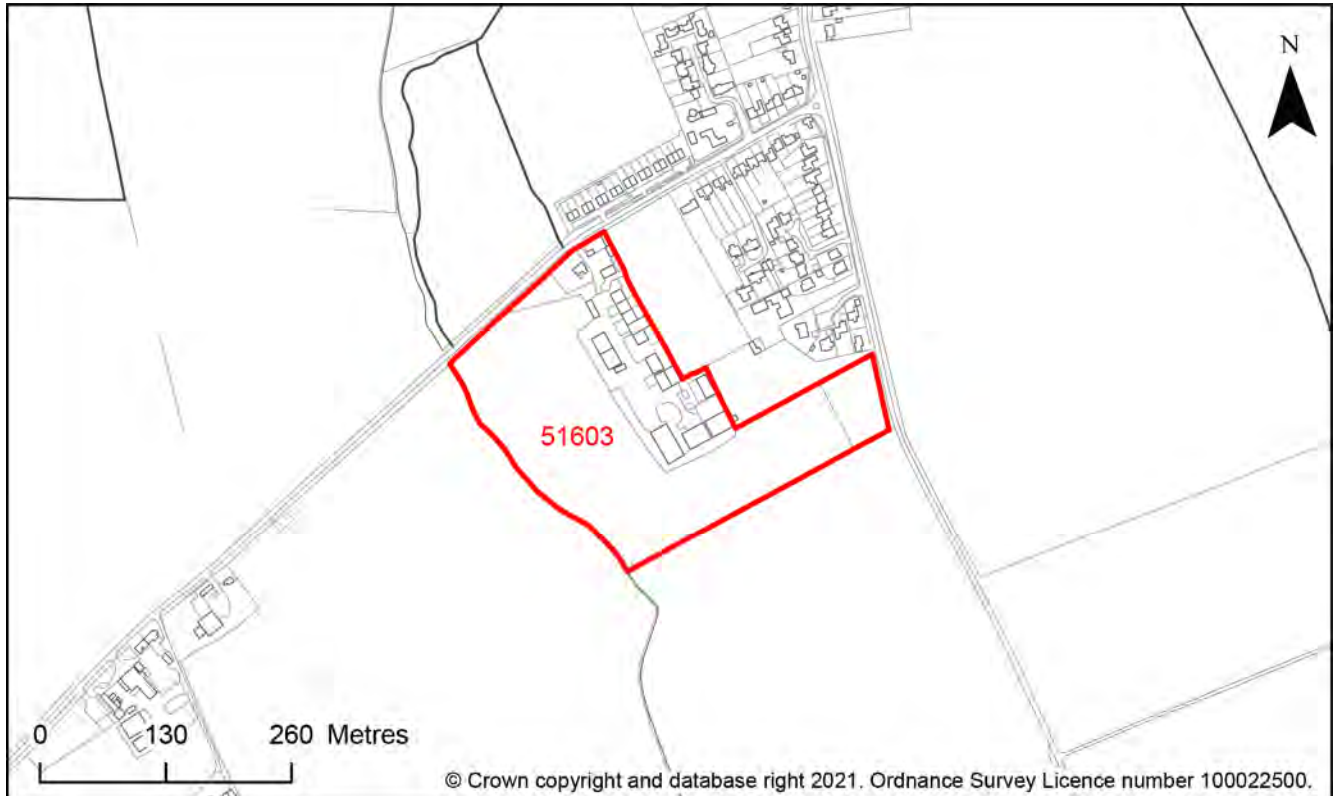 N
51603
0 130 260 Metres
© Crown copyright and database right 2021. Ordnance Survey Licence number 100022500.